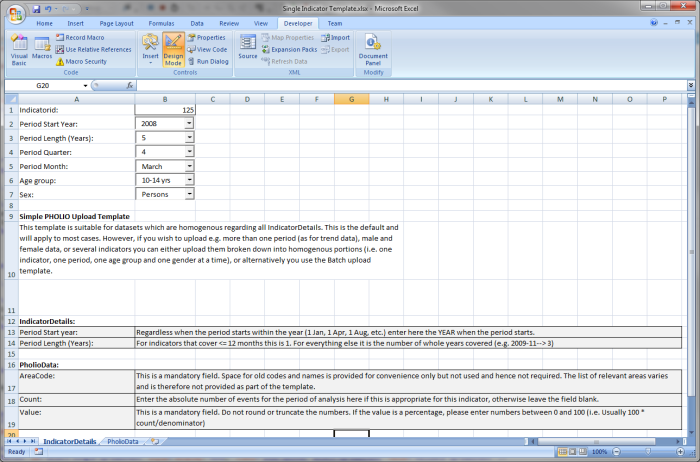 Single Indicator Template.xlsx - Microsoft Excel
Home Insert Page Layout Formulas Data Review View Developer Team
Visual Basic
Macros
Record Macro
Use Relative References
Macro Security
Code
Insert
Design Mode
Properties
View Code
Run Dialog
Controls
Source
Map Properties
Expansion Packs
Refresh Data
Import
Export
XML
Document Panel
Modify
G20 fx
A B C D E F G H I J K L M N O P
1 Indicatorid: 125
2 Period Start Year: 2008
3 Period Length (Years): 5
4 Period Quarter: 4
5 Period Month: March
6 Age group: 10-14 yrs
7 Sex: Persons
8
9 Simple PHOLIO Upload Template
This template is suitable for datasets which are homogenous regarding all IndicatorDetails. This is the default and
will apply to most cases. However, if you wish to upload e.g. more than one period (as for trend data), male and
female data, or several indicators you can either upload them broken down into homogenous portions (i.e. one
indicator, one period, one age group and one gender at a time), or alternatively you use the Batch upload
10 template.
11
12 IndicatorDetails:
13 Period Start year: Regardless when the period starts within the year (1 Jan, 1 Apr, 1 Aug, etc.) enter here the YEAR when the period starts.
14 Period Length (Years): For indicators that cover <= 12 months this is 1. For everything else it is the number of whole years covered (e.g. 2009-11--> 3)
15
16 PholioData:
AreaCode: This is a mandatory field. Space for old codes and names is provided for convenience only but not used and hence not required. The list of relevant areas varies
17 and is therefore not provided as part of the template.
18 Count: Enter the absolute number of events for the period of analysis here if this is appropriate for this indicator, otherwise leave the field blank.
Value: This is a mandatory field. Do not round or truncate the numbers. If the value is a percentage, please enter numbers between 0 and 100 (i.e. Usually 100 *
19 count/denominator)
20
IndicatorDetails PholioData
Ready 100%